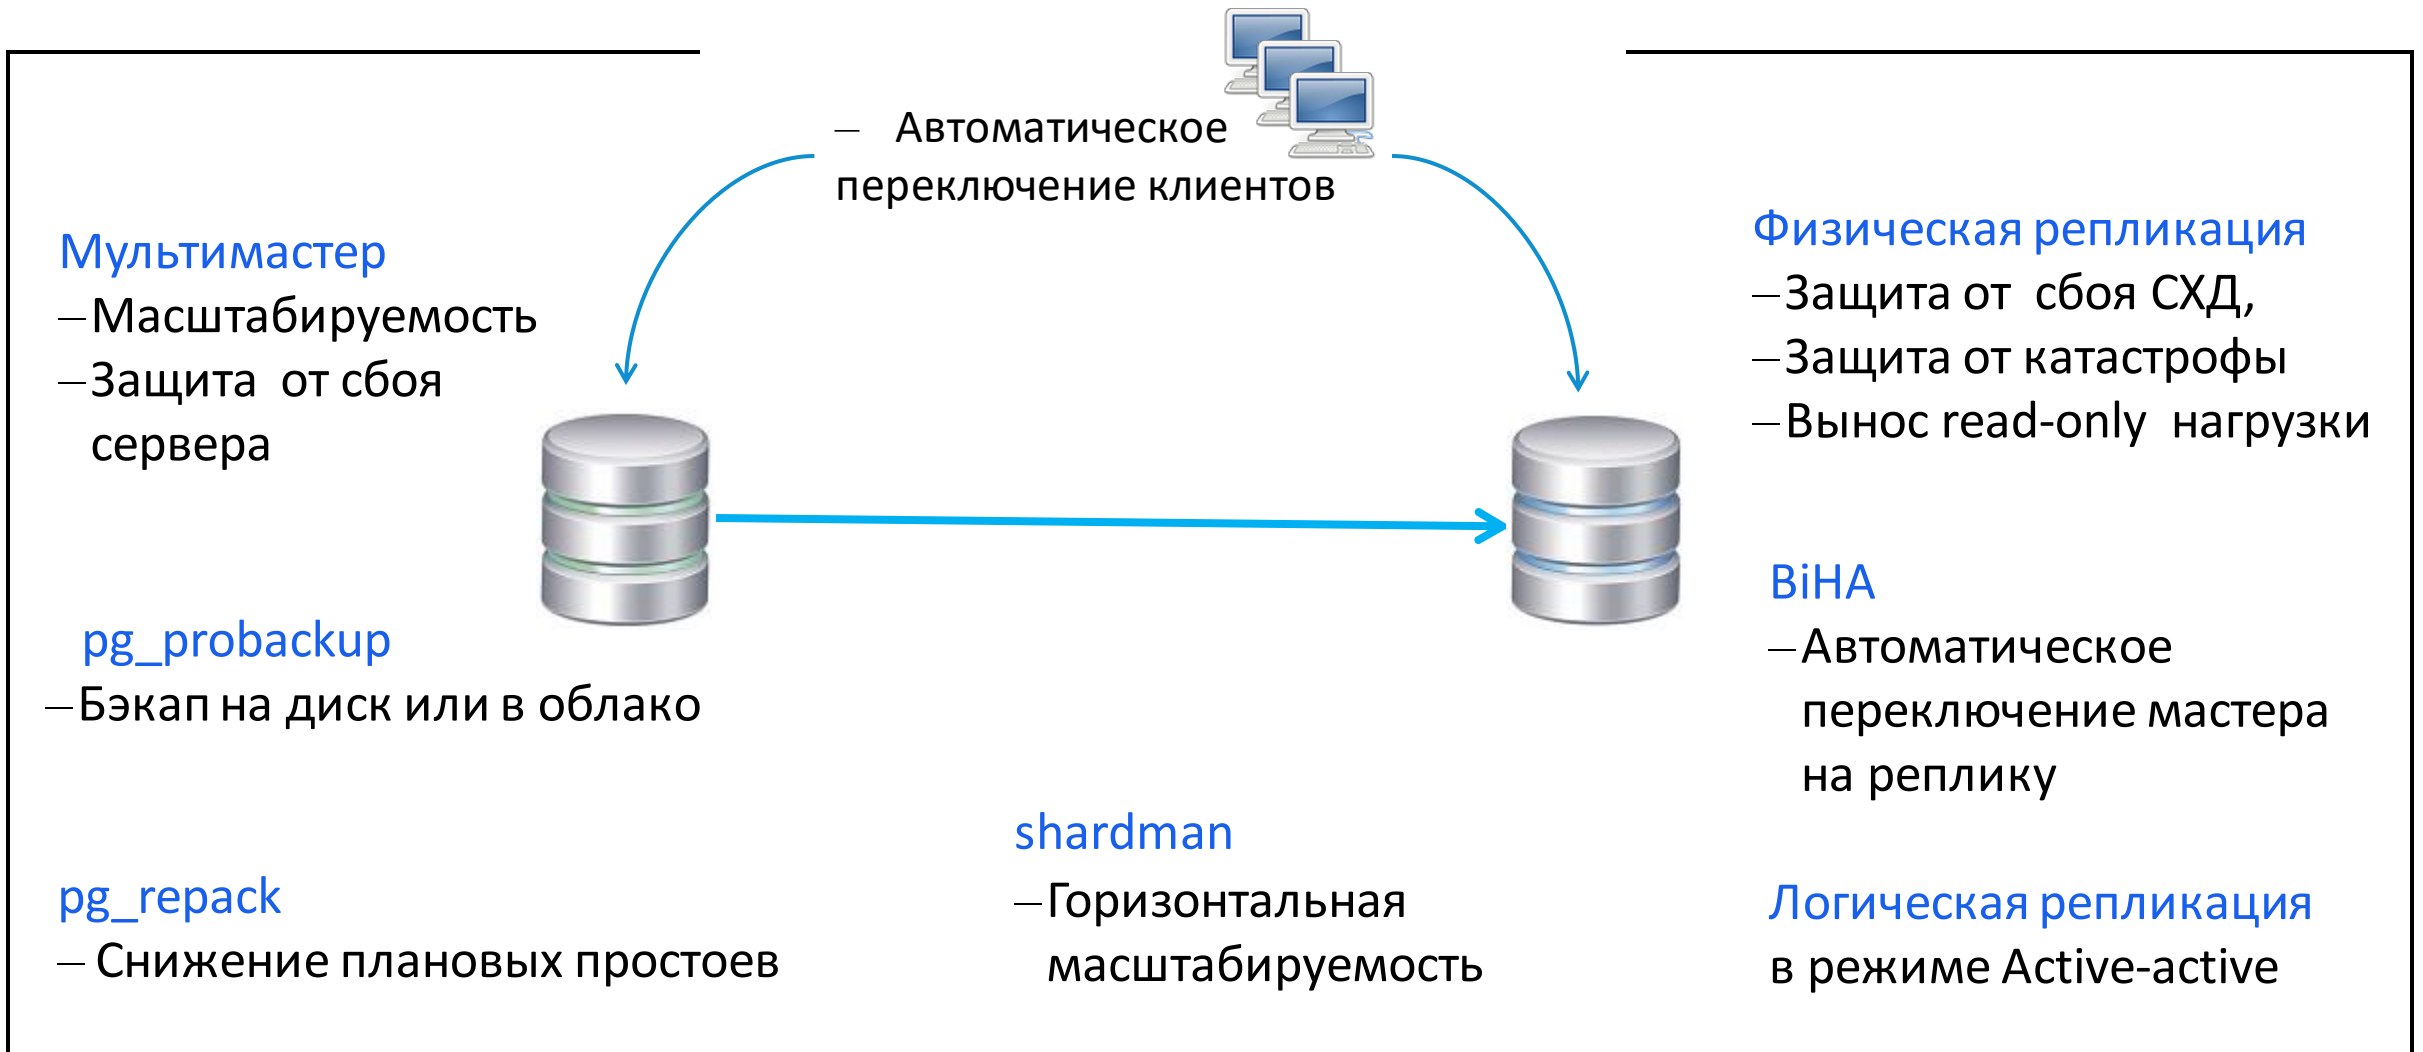 – Автоматическое
переключение клиентов
Мультимастер
–Масштабируемость
–Защита от сбоя
сервера
Физическая репликация
–Защита от сбоя СХД,
–Защита от катастрофы
–Вынос read-only нагрузки
pg_probackup
–Бэкап на диск или в облако
BiHA
–Автоматическое
переключение мастера
на реплику
pg_repack
– Снижение плановых простоев
shardman
–Горизонтальная
масштабируемость
Логическая репликация
в режиме Active-active